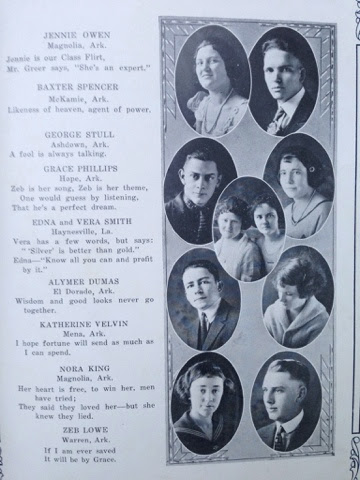 JENNIE OWEN
Magnolia, Ark.
Jennie is our Class Flirt,
Mr. Greer says, "She's an expert."
BAXTER SPENCER
McKamie, Ark.
Likeness of heaven, agent of power.
GEORGE STULL
Ashdown, Ark.
A fool is always talking.
GRACE PHILLIPS
Hope, Ark.
Zeb is her song, Zeb is her theme,
One would guess by listening,
That he's a perfect dream.
EDNA and VERA SMITH
Haynesville, La.
Vera has a few words, but says:
"'Silver' is better than gold."
Edna—"Know all you can and profit
by it."
ALYMER DUMAS
El Dorado, Ark.
Wisdom and good looks never go
together.
KATHERINE YELVIN
Mena, Ark.
I hope fortune will send as much as
I can spend.
NORA KING
Magnolia, Ark.
Her heart is free, to win her, men
have tried;
They said they loved her—but she
knew they lied.
ZEB LOWE
Warren, Ark.
If I am ever saved
It will be by Grace.